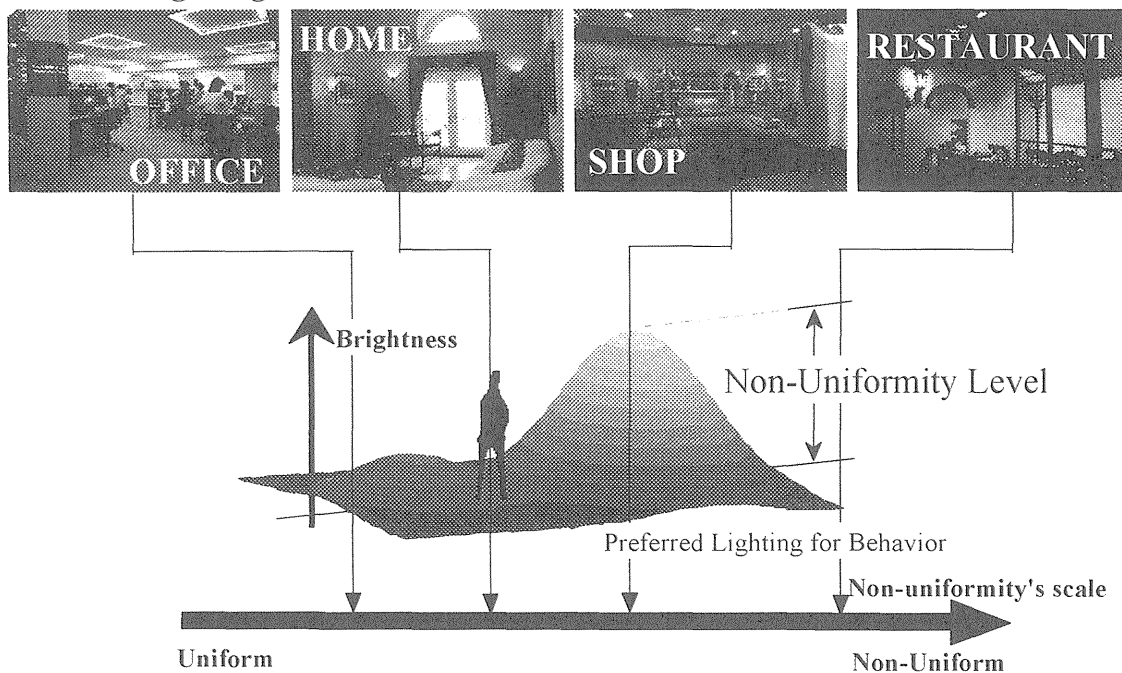 OFFICE
HOME
SHOP
RESTAURANT
Brightness
Non-Uniformity Level
Preferred Lighting for Behavior
Non-uniformity's scale
Uniform
Non-Uniform